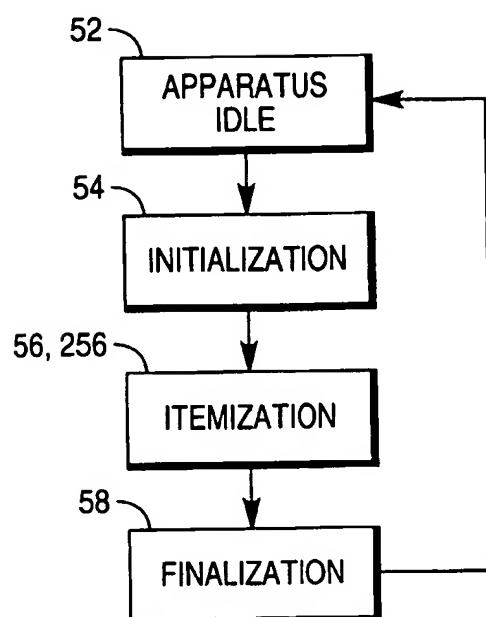 52
APPARATUS
IDLE
54
INITIALIZATION
56, 256
ITEMIZATION
58
FINALIZATION